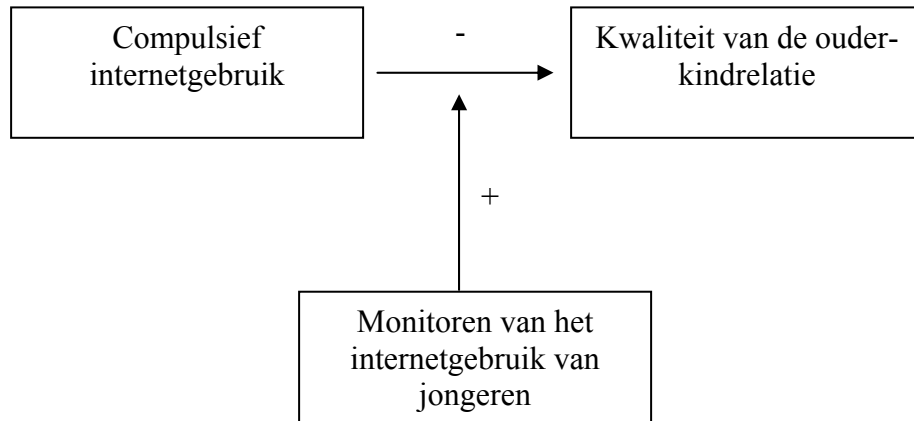 Compulsief
internetgebruik
-
Kwaliteit van de ouder-
kindrelatie
+
Monitoren van het
internetgebruik van
jongeren